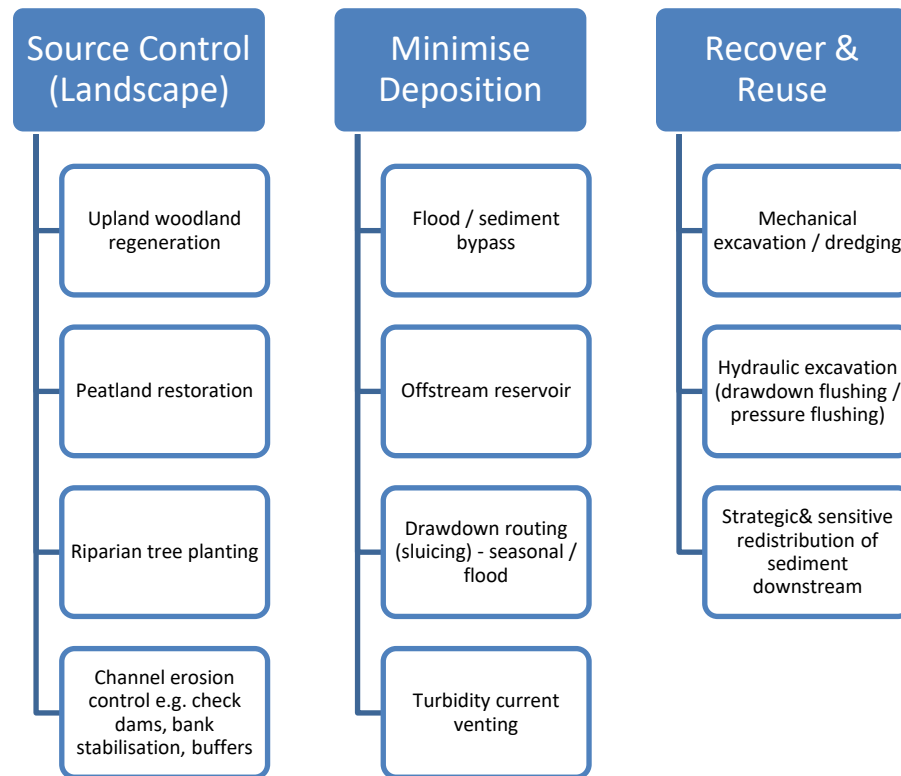 Source Control
(Landscape)
Upland woodland
regeneration
Peatland restoration
Riparian tree planting
Channel erosion
control e.g. check
dams, bank
stabilisation, buffers
Minimise
Deposition
Flood / sediment
bypass
Offstream reservoir
Drawdown routing
(sluicing) - seasonal /
flood
Turbidity current
venting
Recover &
Reuse
Mechanical
excavation / dredging
Hydraulic excavation
(drawdown flushing /
pressure flushing)
Strategic& sensitive
redistribution of
sediment
downstream